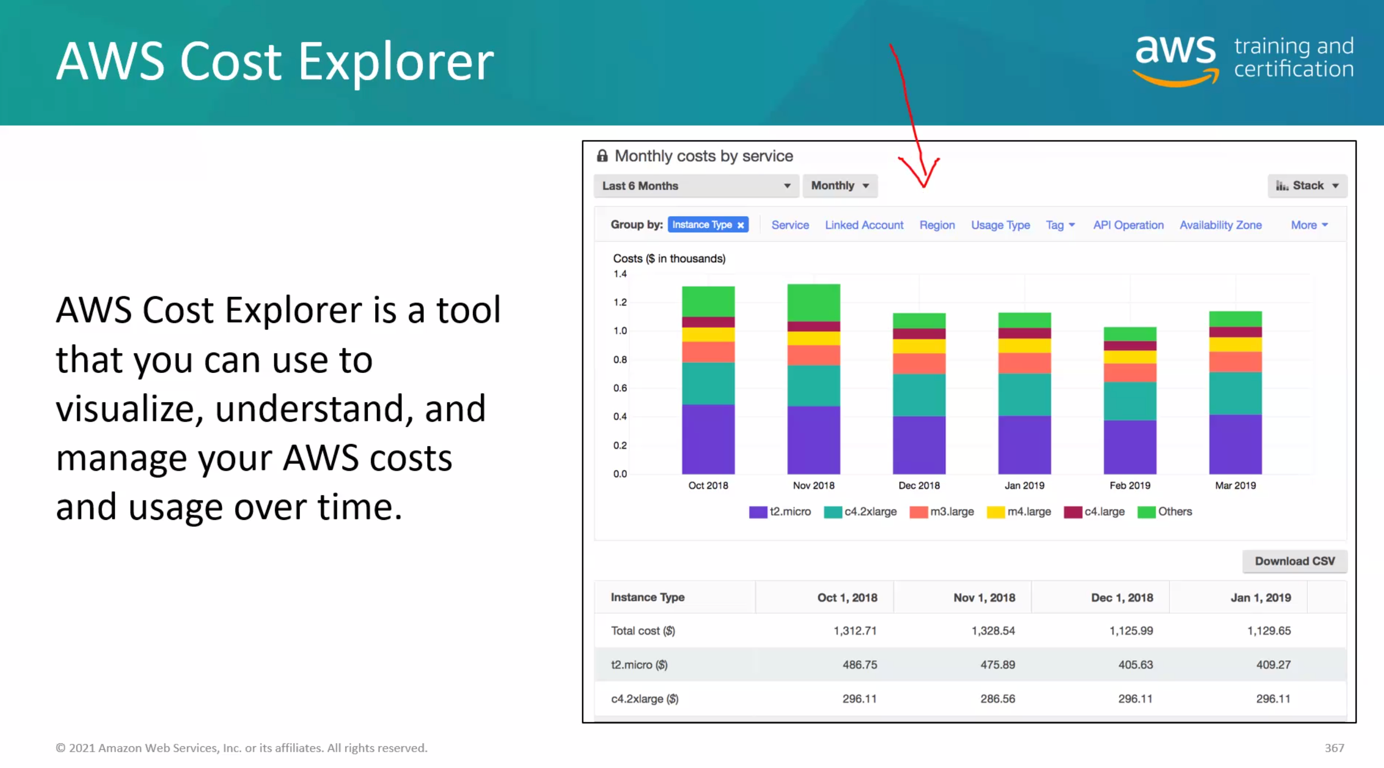 AWS Cost Explorer
aws training and
certification
AWS Cost Explorer is a tool
that you can use to
visualize, understand, and
manage your AWS costs
and usage over time.
Monthly costs by service
Last 6 Months Monthly Stack
Group by: Instance Type × Service Linked Account Region Usage Type Tag API Operation Availability Zone More
Costs ($ in thousands)
1.4
1.2
1.0
0.8
0.6
0.4
0.2
0.0
Oct 2018 Nov 2018 Dec 2018 Jan 2019 Feb 2019 Mar 2019
t2.micro c4.2xlarge m3.large m4.large c4.large Others
Download CSV
Instance Type Oct 1, 2018 Nov 1, 2018 Dec 1, 2018 Jan 1, 2019
Total cost ($) 1,312.71 1,328.54 1,125.99 1,129.65
t2.micro ($) 486.75 475.89 405.63 409.27
c4.2xlarge ($) 296.11 286.56 296.11 296.11
© 2021 Amazon Web Services, Inc. or its affiliates. All rights reserved. 367